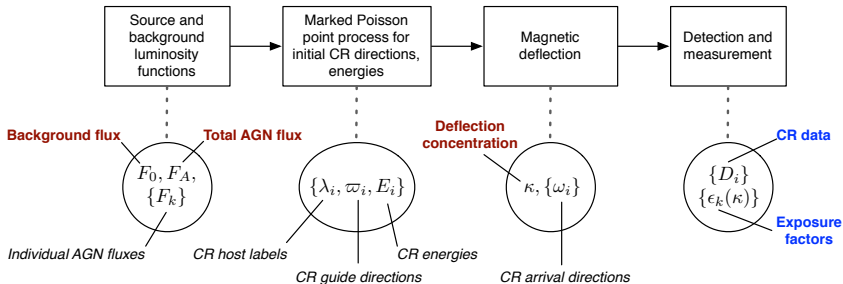 Source and
background
luminosity
functions
Marked Poisson
point process for
initial CR directions,
energies
Magnetic
deflection
Detection and
measurement
Background flux
Total AGN flux
F₀, F_A,
{F_k}
Individual AGN fluxes
{λ_i, ϖ_i, E_i}
CR host labels
CR guide directions
CR energies
Deflection
concentration
κ, {ω_i}
CR arrival directions
CR data
{D_i}
{ϵ_k(κ)}
Exposure
factors